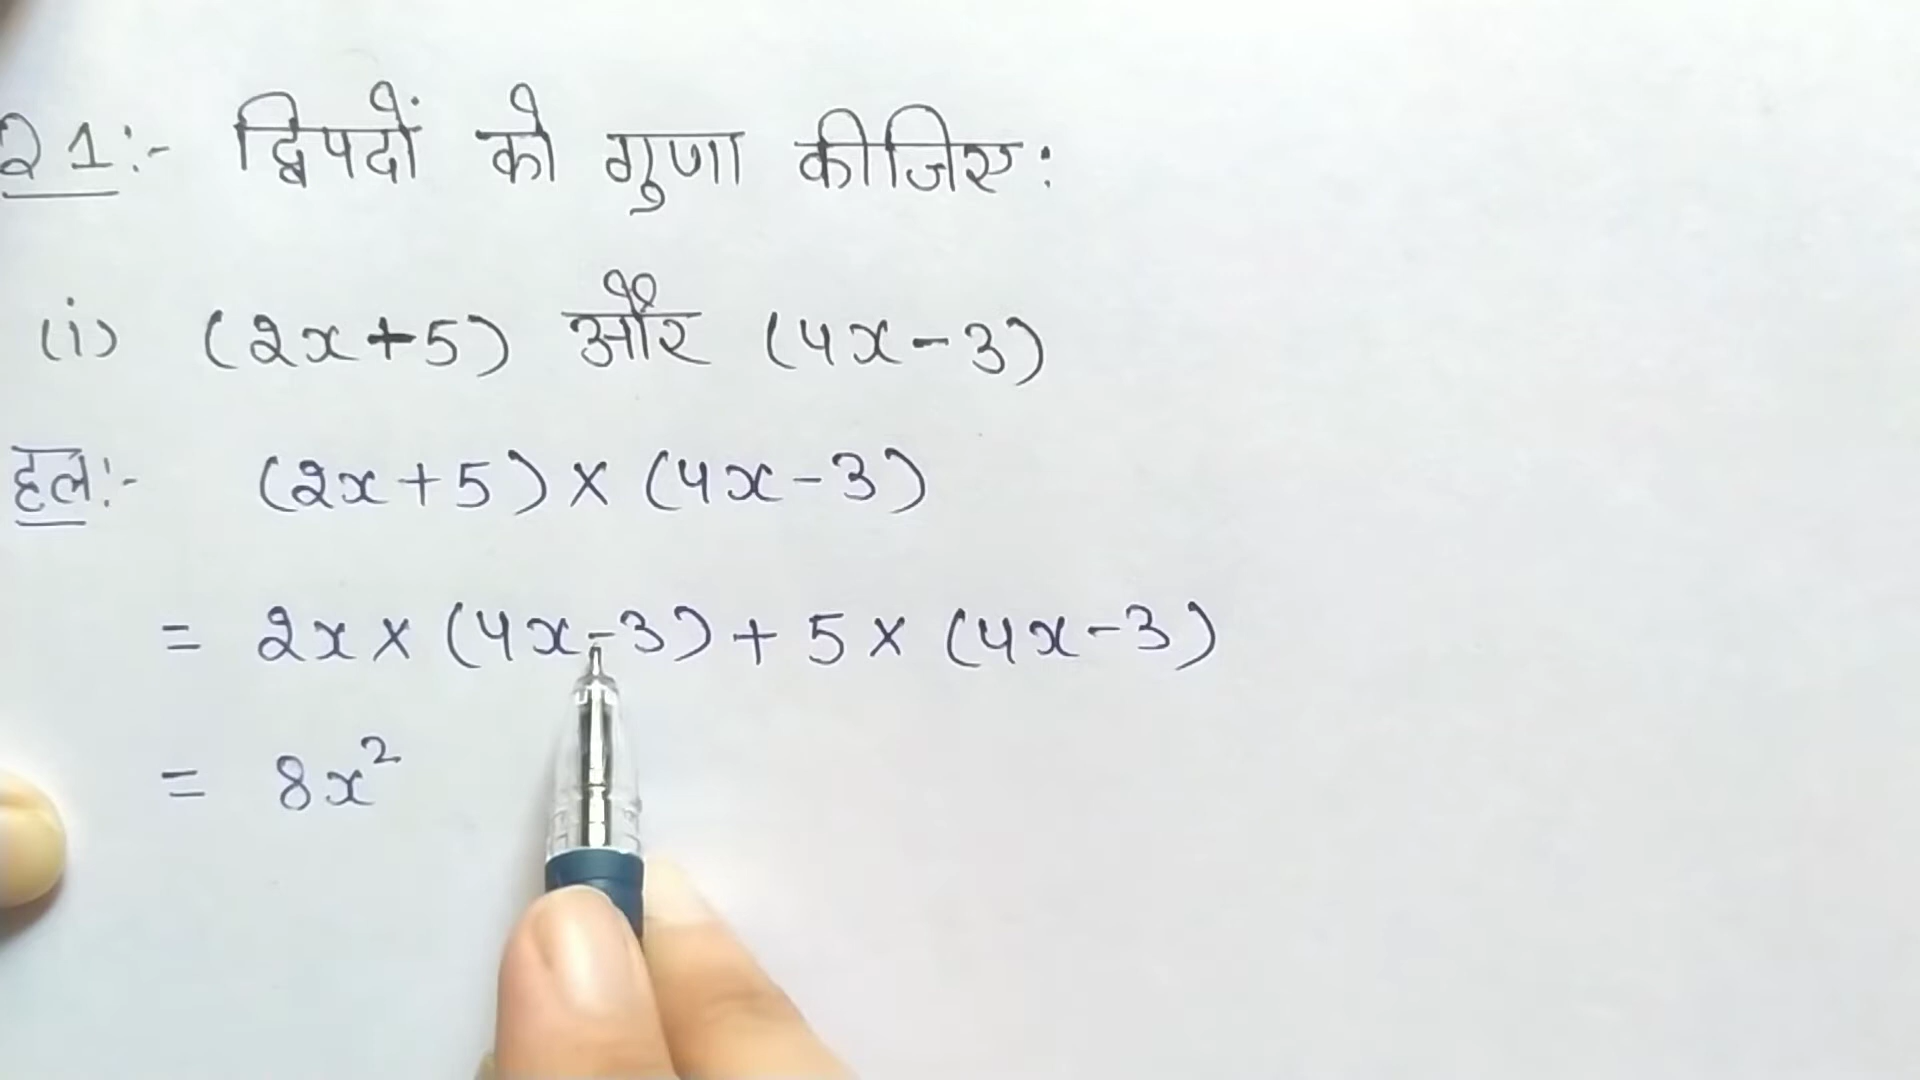 Q1:- द्विपदों को गुणा कीजिए:
(i) (2x+5) और (4x-3)
हल:- (2x+5) × (4x-3)
= 2x × (4x-3) + 5 × (4x-3)
= 8x²